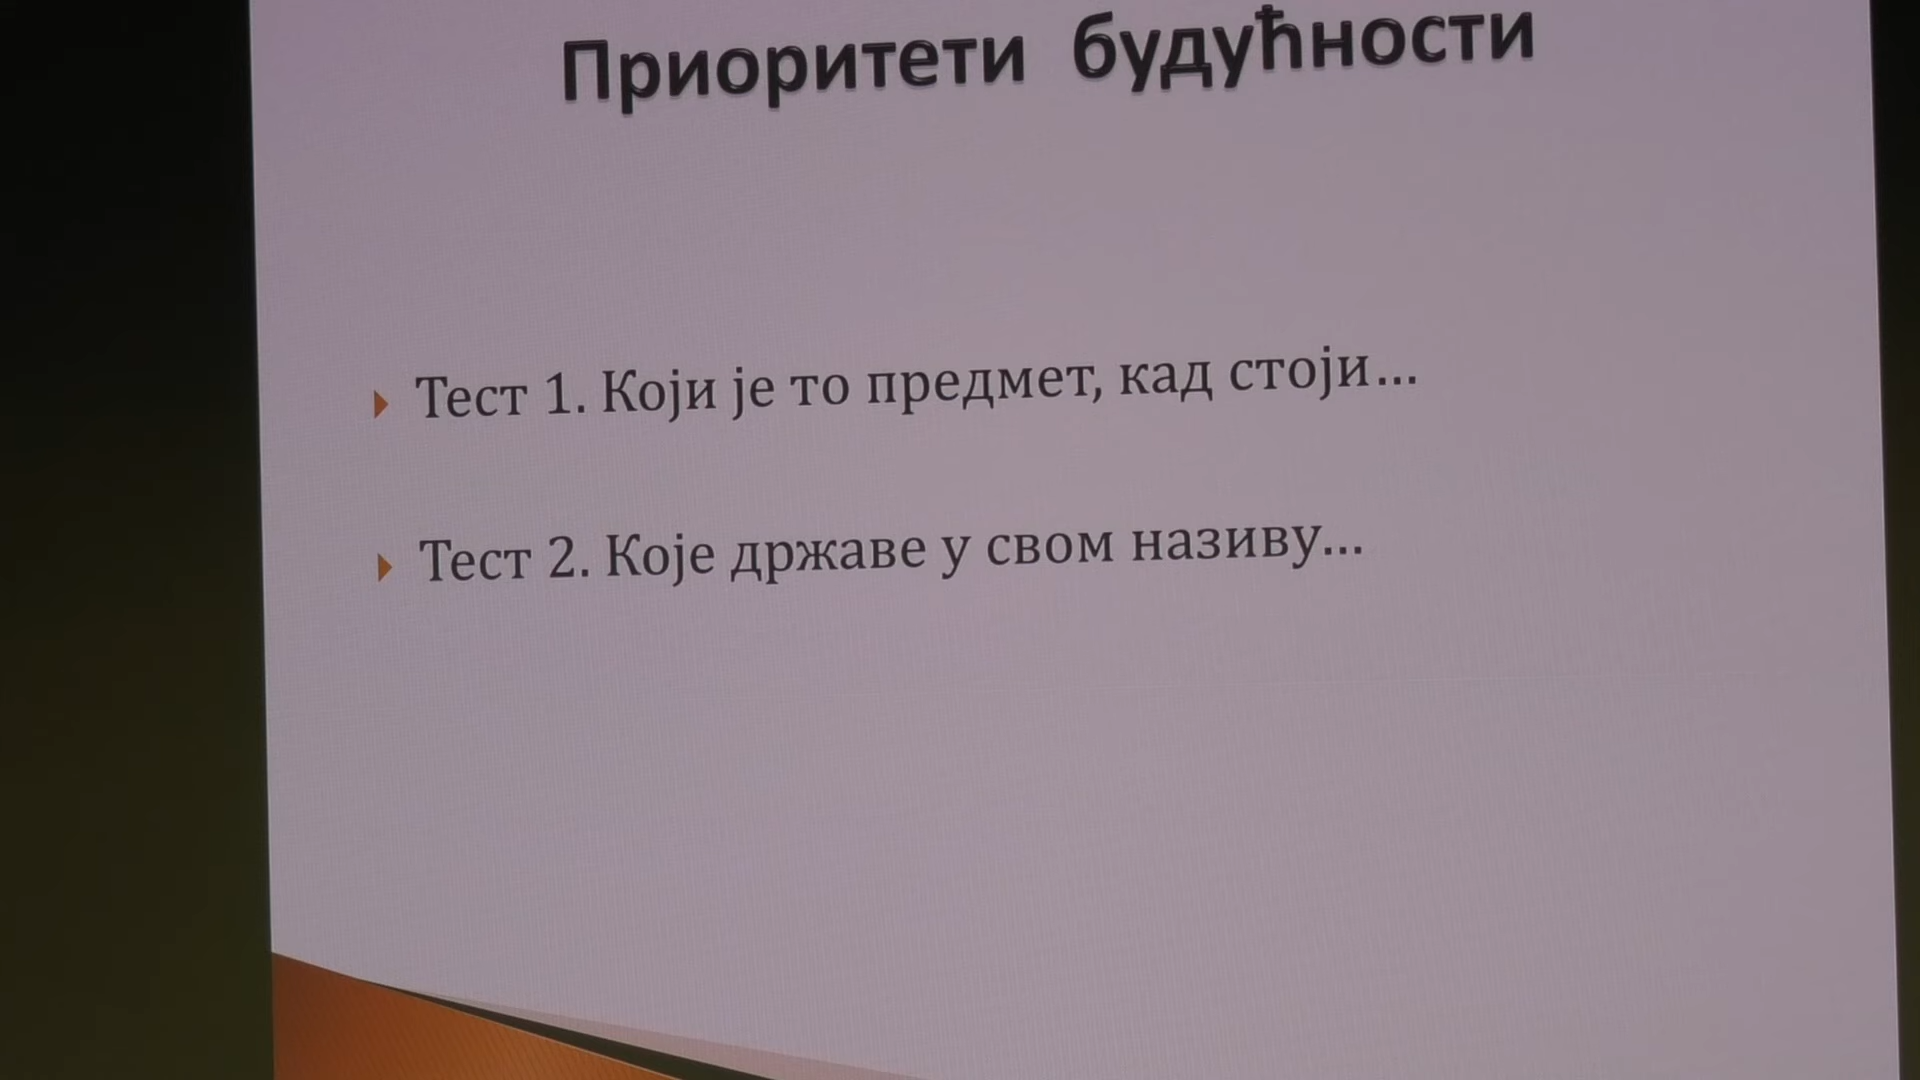 Приоритети будућности
Тест 1. Који је то предмет, кад стоји...
Тест 2. Које државе у свом називу...